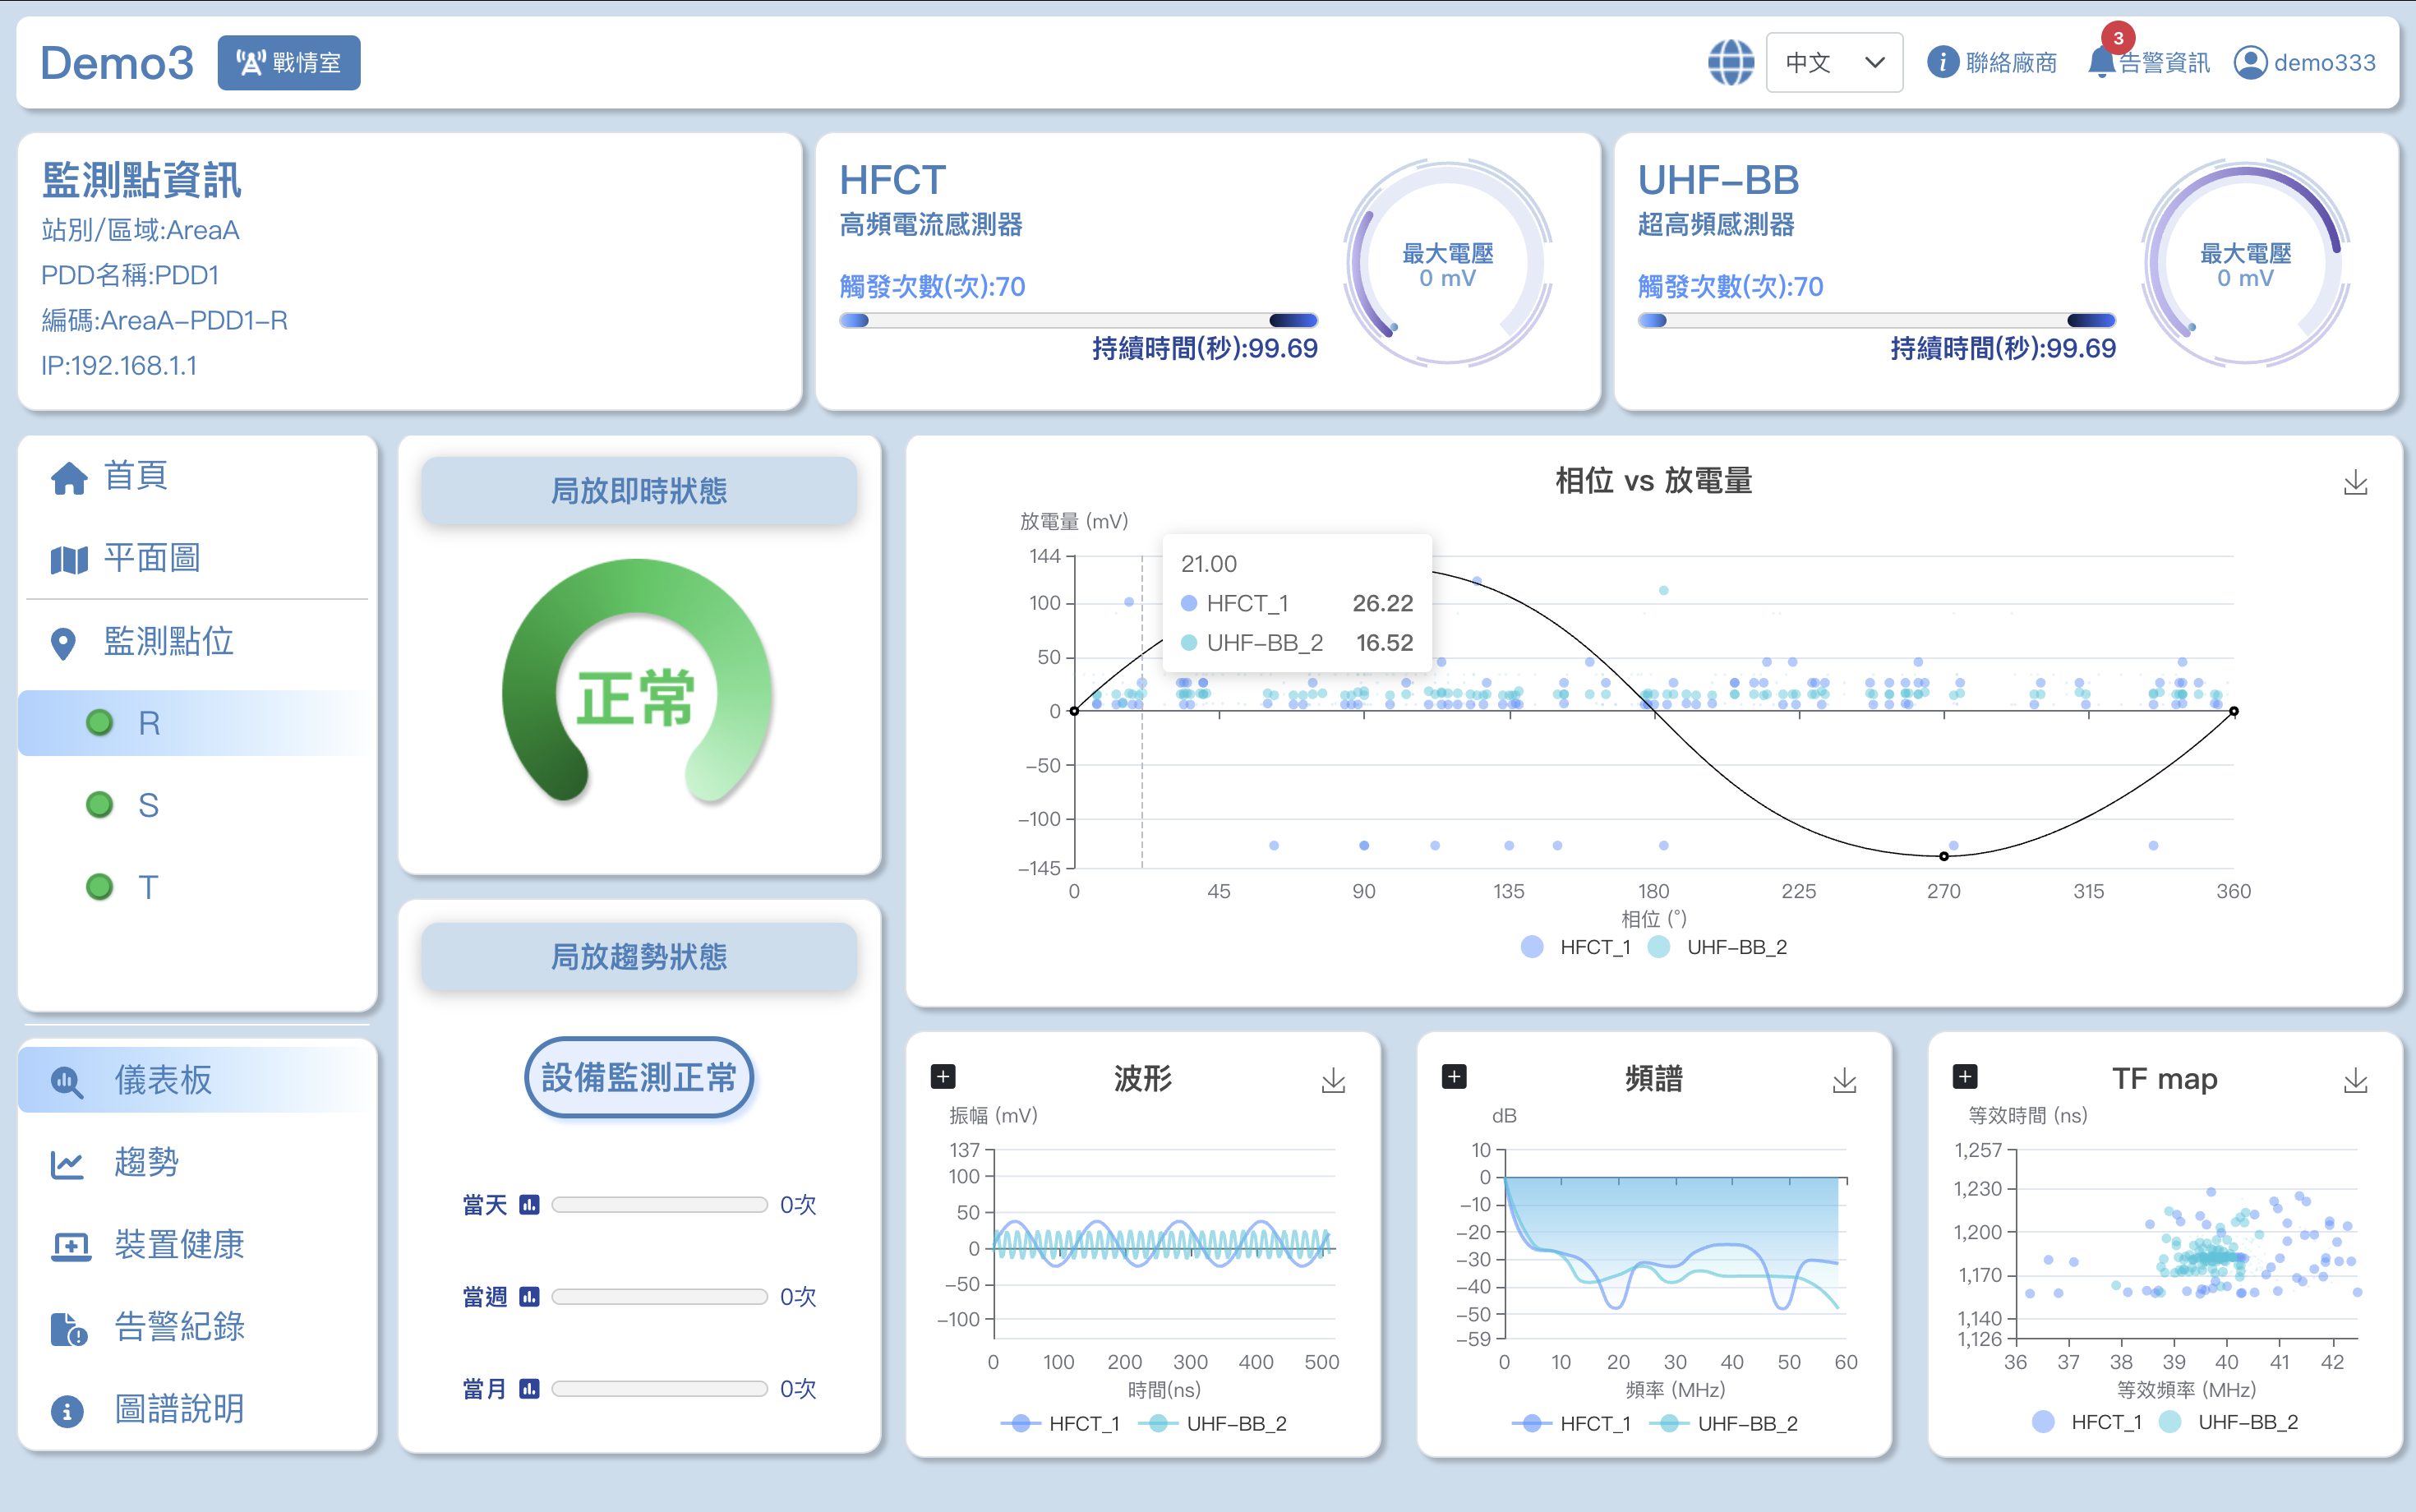 Demo3
戰情室
中文
聯絡廠商
3
告警資訊
demo333
監測點資訊
站別/區域:AreaA
PDD名稱:PDD1
編碼:AreaA-PDD1-R
IP:192.168.1.1
HFCT
高頻電流感測器
觸發次數(次):70
持續時間(秒):99.69
最大電壓
0 mV
UHF-BB
超高頻感測器
觸發次數(次):70
持續時間(秒):99.69
最大電壓
0 mV
首頁
平面圖
監測點位
R
S
T
儀表板
趨勢
裝置健康
告警紀錄
圖譜說明
局放即時狀態
正常
局放趨勢狀態
設備監測正常
當天 0次
當週 0次
當月 0次
相位 vs 放電量
放電量 (mV)
144
100
50
0
-50
-100
-145
21.00
HFCT_1 26.22
UHF-BB_2 16.52
0 45 90 135 180 225 270 315 360
相位 (°)
HFCT_1 UHF-BB_2
波形
振幅 (mV)
137
100
50
0
-50
-100
0 100 200 300 400 500
時間(ns)
HFCT_1 UHF-BB_2
頻譜
dB
10
0
-10
-20
-30
-40
-50
-59
0 10 20 30 40 50 60
頻率 (MHz)
HFCT_1 UHF-BB_2
TF map
等效時間 (ns)
1,257
1,230
1,200
1,170
1,140
1,126
36 37 38 39 40 41 42
等效頻率 (MHz)
HFCT_1 UHF-BB_2